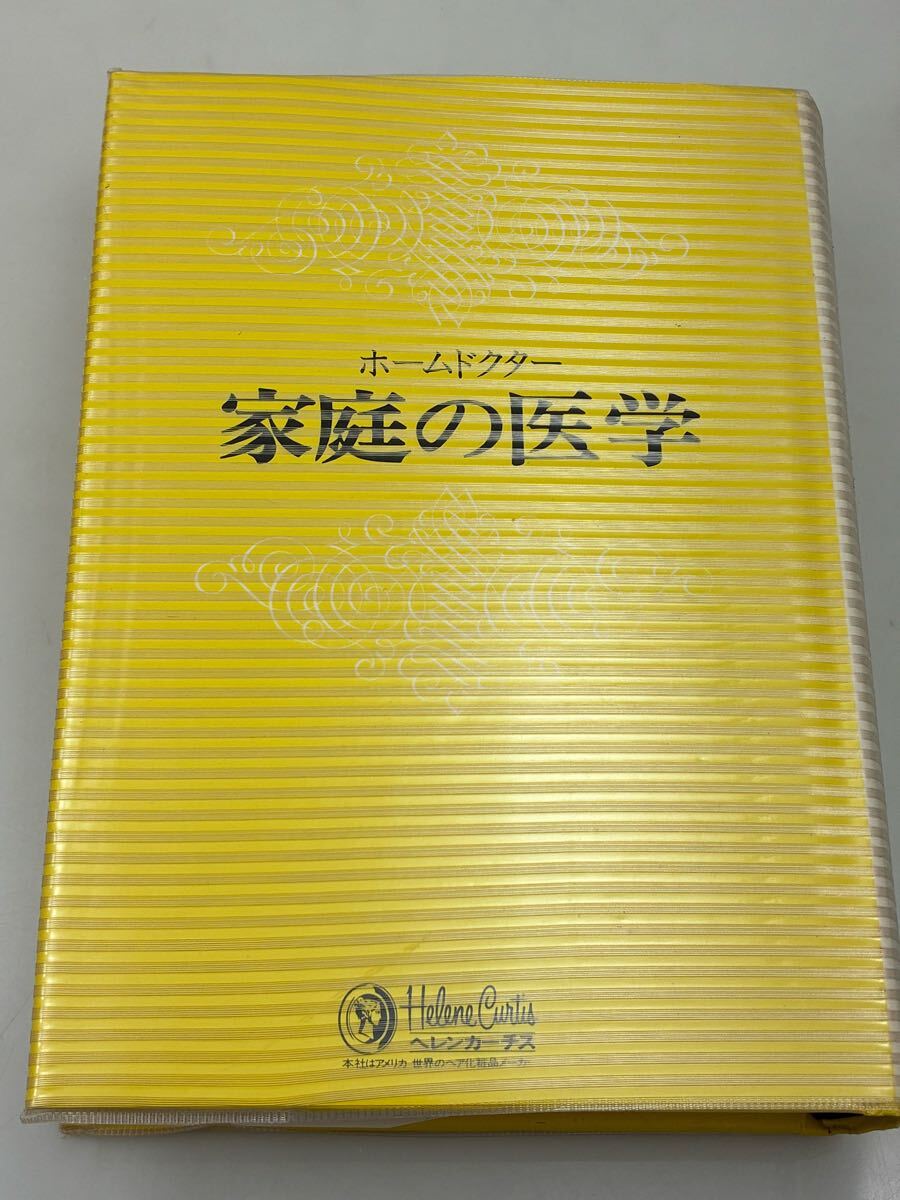 ホームドクター
家庭の医学
Helene Curtis
ヘレンカーチス
本社はアメリカ 世界のヘア化粧品メーカー